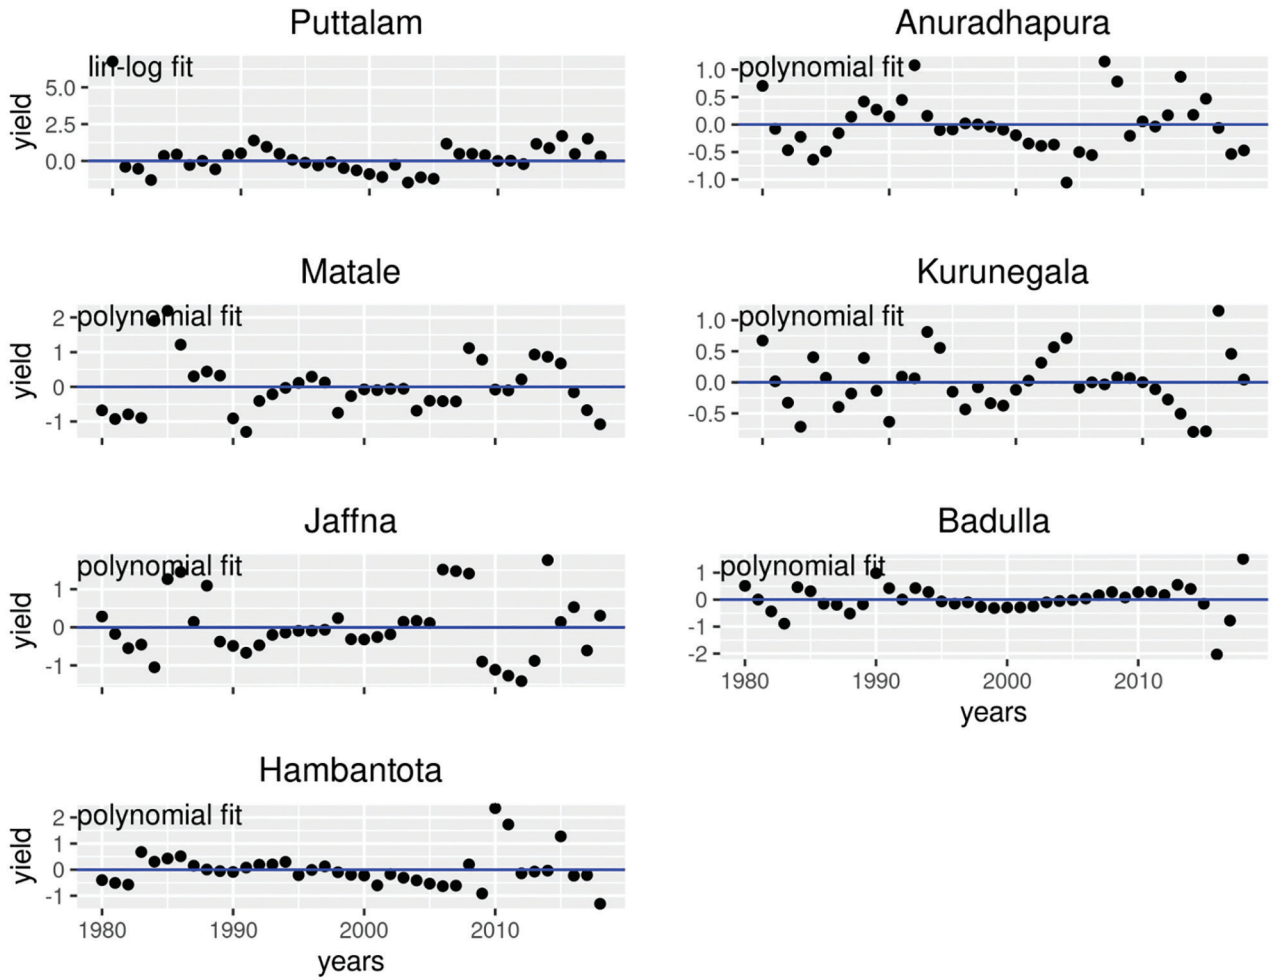 Puttalam
lin-log fit
yield
5.0
2.5
0.0
Anuradhapura
polynomial fit
1.0
0.5
0.0
-0.5
-1.0
Matale
polynomial fit
yield
2
1
0
-1
Kurunegala
polynomial fit
1.0
0.5
0.0
-0.5
Jaffna
polynomial fit
yield
1
0
-1
Badulla
polynomial fit
1
0
-1
-2
1980 1990 2000 2010
years
Hambantota
polynomial fit
yield
2
1
0
-1
1980 1990 2000 2010
years